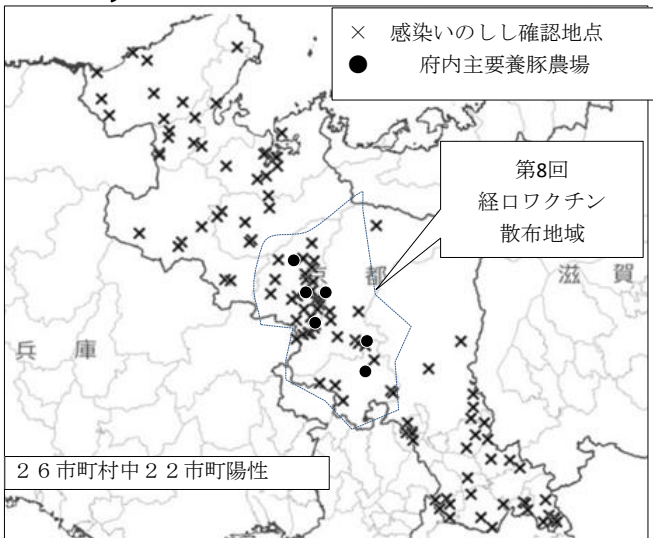 × 感染いのしし確認地点
● 府内主要養豚農場
第8回
経口ワクチン
散布地域
京都
滋賀
兵庫
２６市町村中２２市町陽性